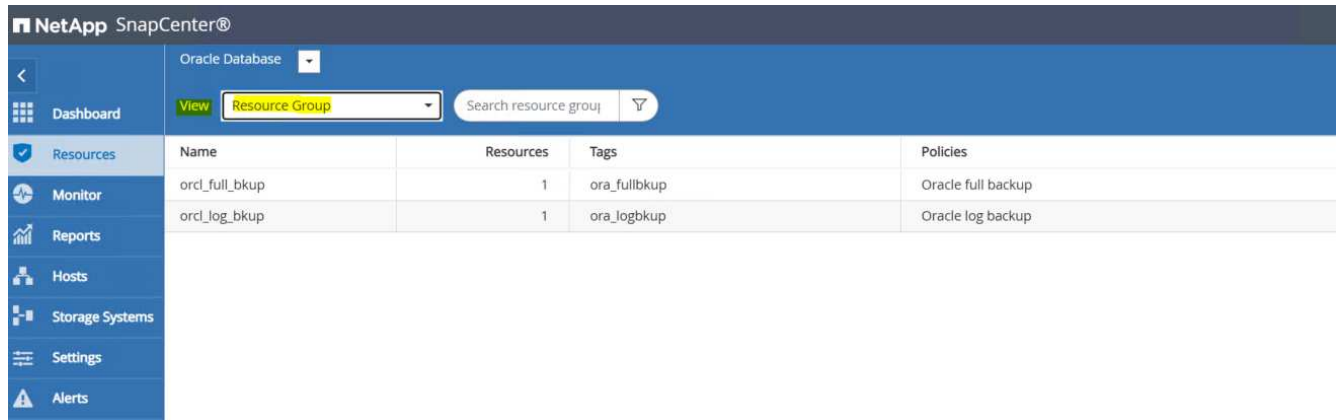 NetApp SnapCenter®
Oracle Database
View Resource Group Search resource grou
Dashboard
Resources
Monitor
Reports
Hosts
Storage Systems
Settings
Alerts
Name Resources Tags Policies
orcl_full_bkup 1 ora_fullbkup Oracle full backup
orcl_log_bkup 1 ora_logbkup Oracle log backup